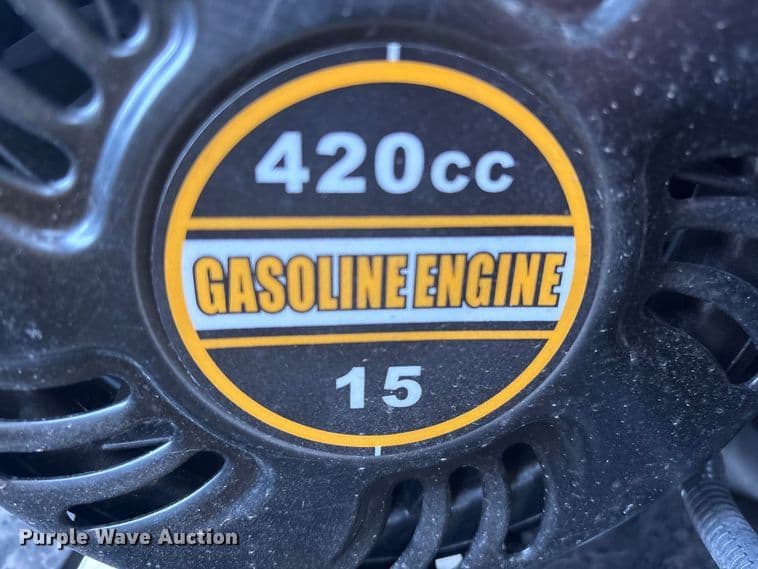 420cc
GASOLINE ENGINE
15
Purple Wave Auction